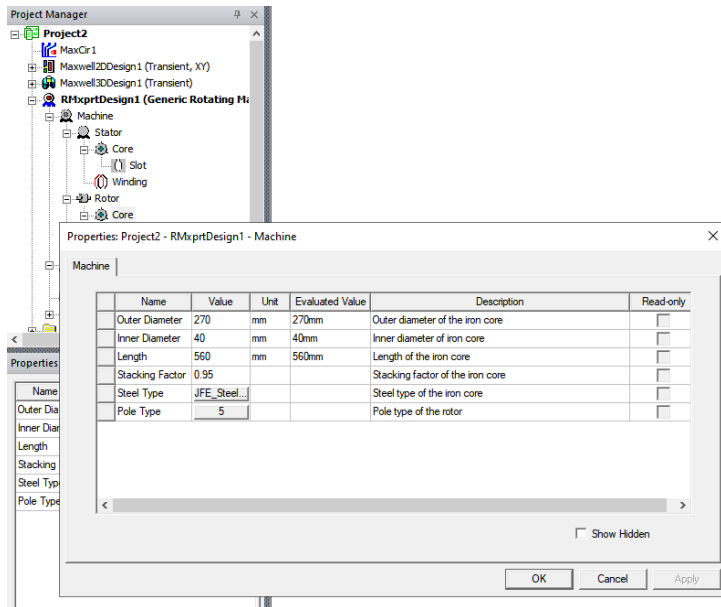 Project Manager
Project2
MaxCir1
Maxwell2DDesign1 (Transient, XY)
Maxwell3DDesign1 (Transient)
RMxprtDesign1 (Generic Rotating Ma
Machine
Stator
Core
Slot
Winding
Rotor
Core
Properties: Project2 - RMxprtDesign1 - Machine
Machine
Name Value Unit Evaluated Value Description Read-only
Outer Diameter 270 mm 270mm Outer diameter of the iron core
Inner Diameter 40 mm 40mm Inner diameter of iron core
Length 560 mm 560mm Length of the iron core
Stacking Factor 0.95 Stacking factor of the iron core
Steel Type JFE_Steel... Steel type of the iron core
Pole Type 5 Pole type of the rotor
Show Hidden
OK Cancel Apply
Properties
Name
Outer Dia
Inner Diar
Length
Stacking
Steel Typ
Pole Type